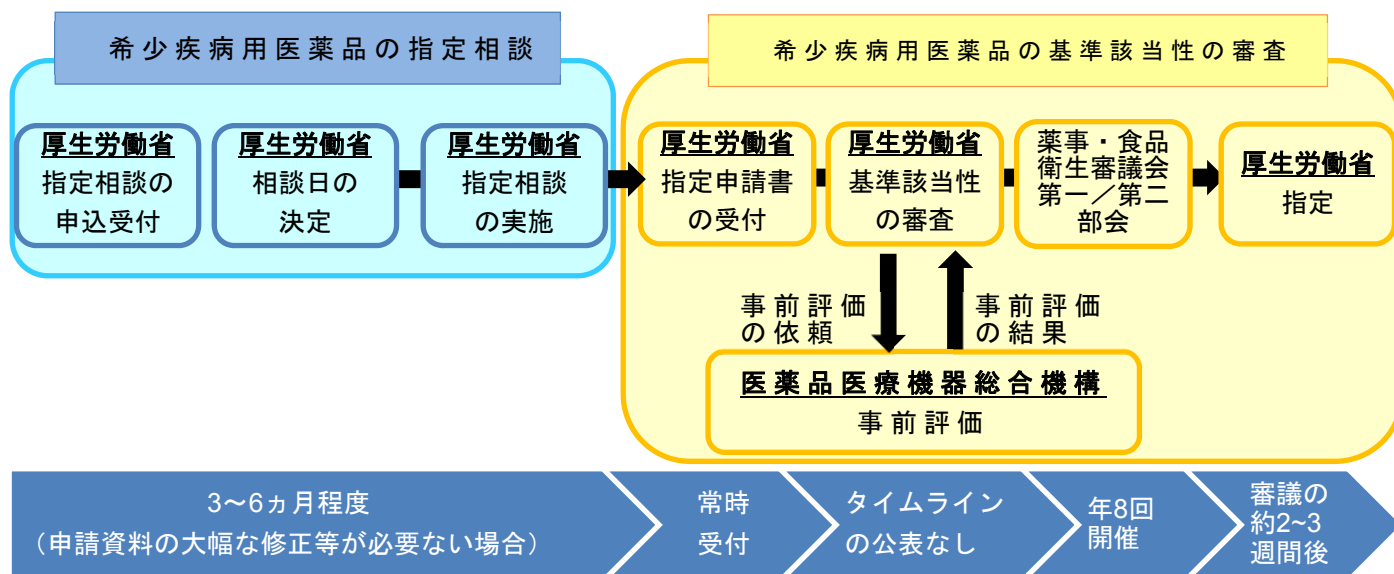 希少疾病用医薬品の指定相談
希少疾病用医薬品の基準該当性の審査
厚生労働省
指定相談の
申込受付
厚生労働省
相談日の
決定
厚生労働省
指定相談
の実施
厚生労働省
指定申請書
の受付
厚生労働省
基準該当性
の審査
薬事・食品
衛生審議会
第一／第二
部会
厚生労働省
指定
事前評価
の依頼
事前評価
の結果
医薬品医療機器総合機構
事前評価
3～6ヵ月程度
（申請資料の大幅な修正等が必要ない場合）
常時
受付
タイムライン
の公表なし
年8回
開催
審議の
約2~3
週間後